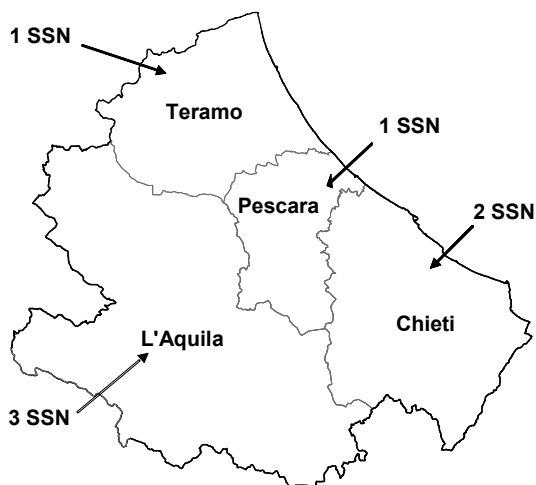 1 SSN
Teramo
1 SSN
Pescara
2 SSN
Chieti
L'Aquila
3 SSN